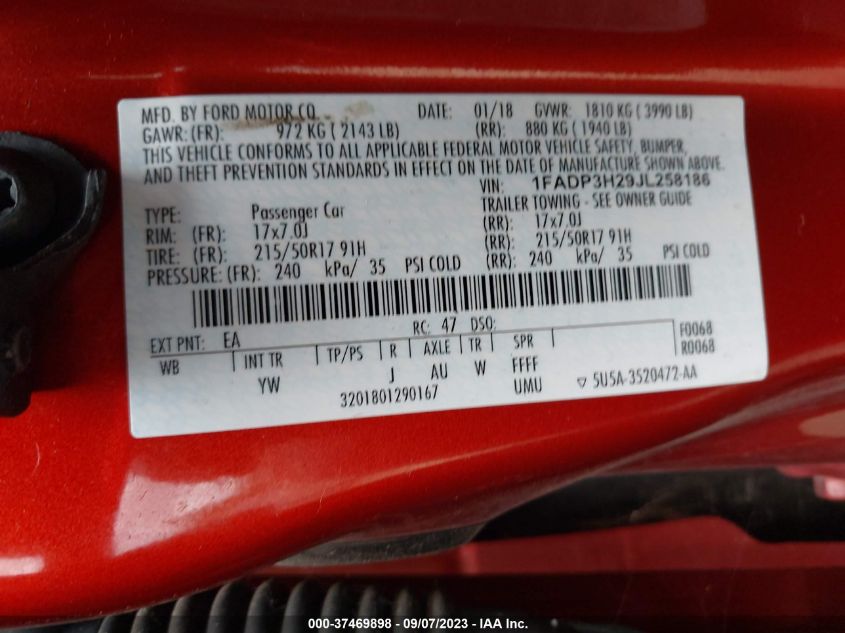 MFD. BY FORD MOTOR CO. DATE: 01/18 GVWR: 1810 KG ( 3990 LB)
GAWR: (FR): 972 KG ( 2143 LB) (RR): 880 KG ( 1940 LB)
THIS VEHICLE CONFORMS TO ALL APPLICABLE FEDERAL MOTOR VEHICLE SAFETY, BUMPER,
AND THEFT PREVENTION STANDARDS IN EFFECT ON THE DATE OF MANUFACTURE SHOWN ABOVE.
VIN: 1FADP3H29JL258186
TYPE: Passenger Car TRAILER TOWING - SEE OWNER GUIDE
RIM: (FR): 17x7.0J (RR): 17x7.0J
TIRE: (FR): 215/50R17 91H (RR): 215/50R17 91H
PRESSURE: (FR): 240 kPa/ 35 PSI COLD (RR): 240 kPa/ 35 PSI COLD
EXT PNT: EA RC: 47 DSO: F0068
WB INT TR TP/PS R AXLE TR SPR R0068
YW J AU W FFFF
3201801290167 UMU ▽ 5U5A-3520472-AA
000-37469898 - 09/07/2023 - IAA Inc.